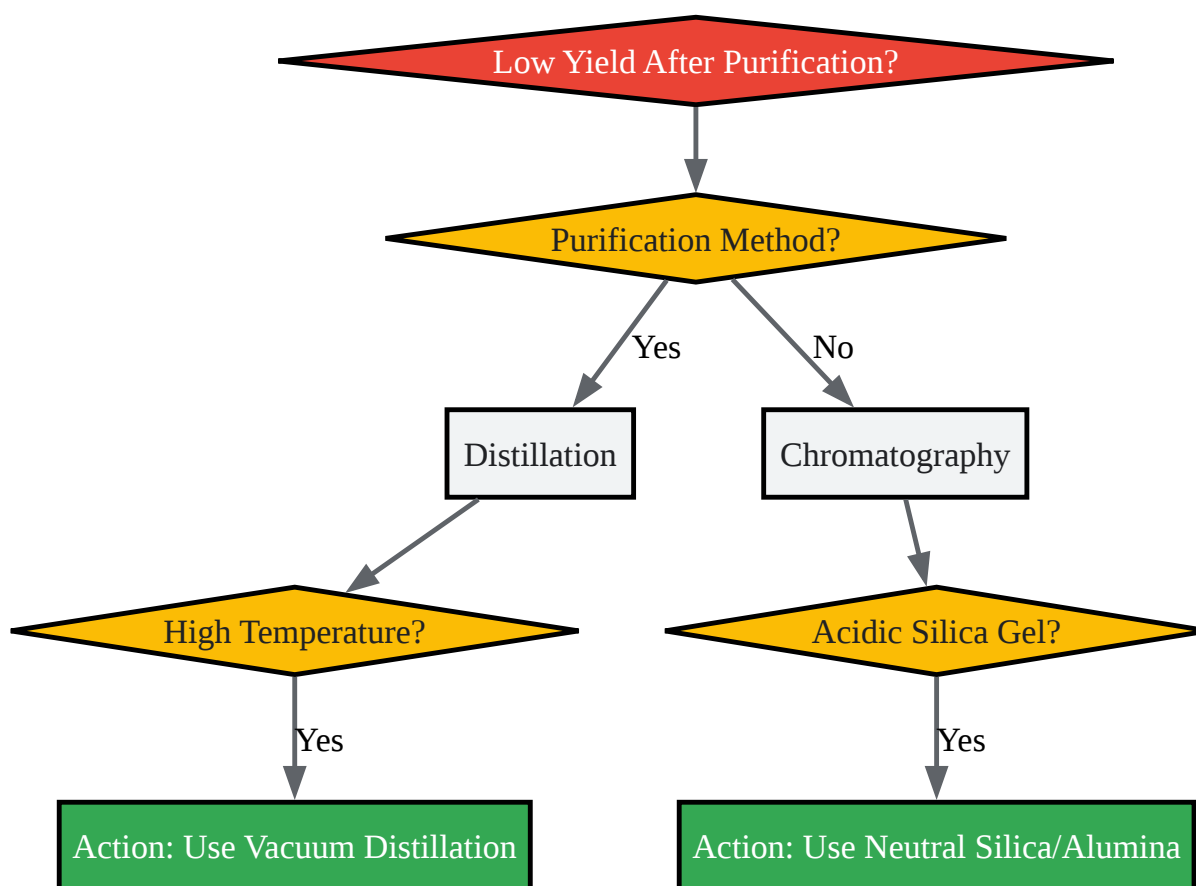 Low Yield After Purification?
Purification Method?
Yes
No
Distillation
Chromatography
High Temperature?
Acidic Silica Gel?
Yes
Yes
Action: Use Vacuum Distillation
Action: Use Neutral Silica/Alumina